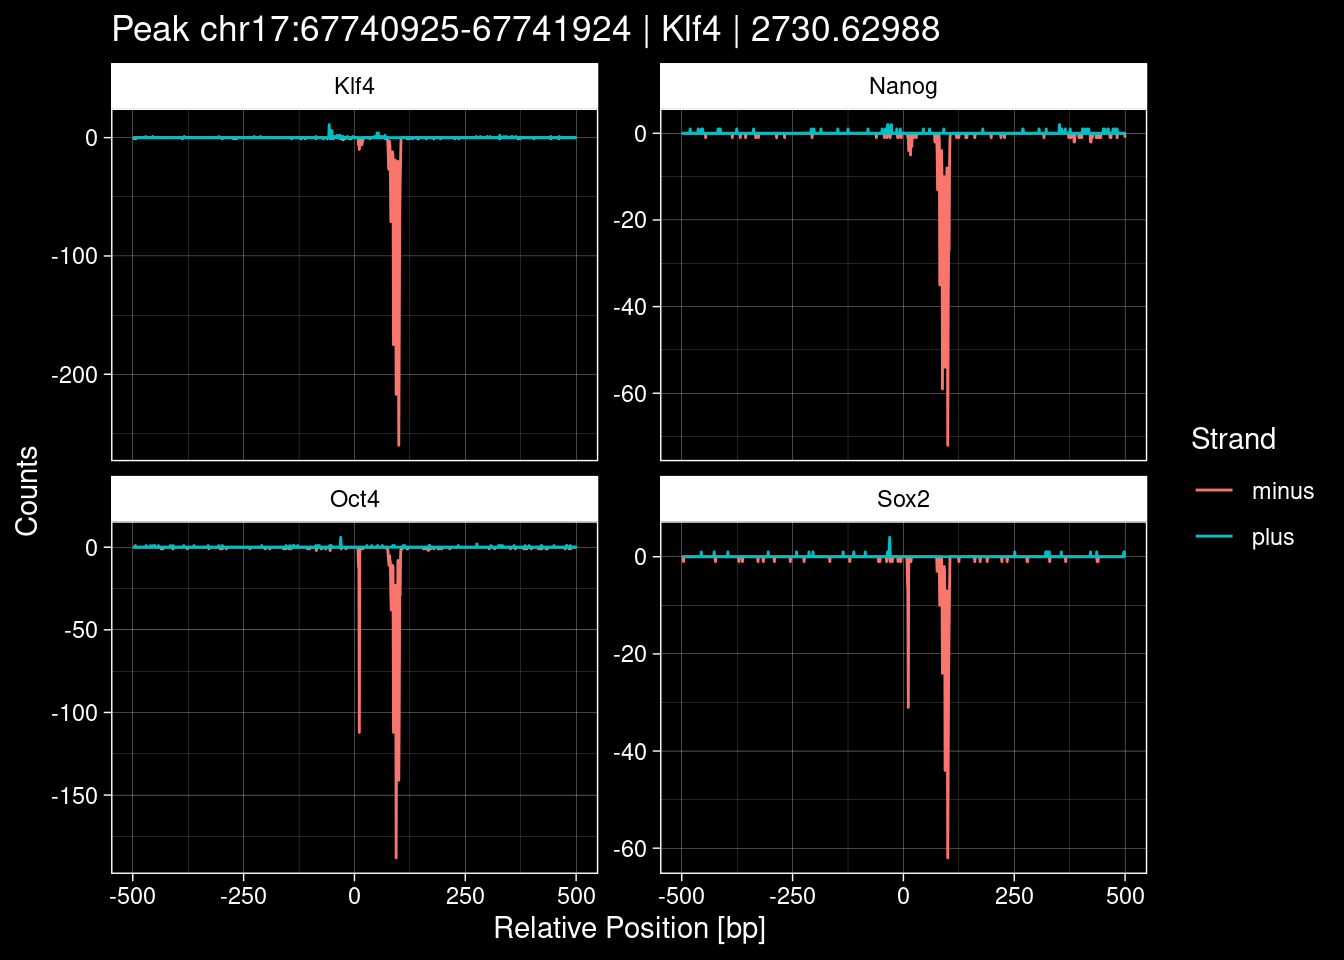 Peak chr17:67740925-67741924 | Klf4 | 2730.62988
Klf4
Nanog
0
-100
-200
0
-20
-40
-60
Oct4
Sox2
0
-50
-100
-150
0
-20
-40
-60
-500
-250
0
250
500
-500
-250
0
250
500
Relative Position [bp]
Counts
Strand
minus
plus